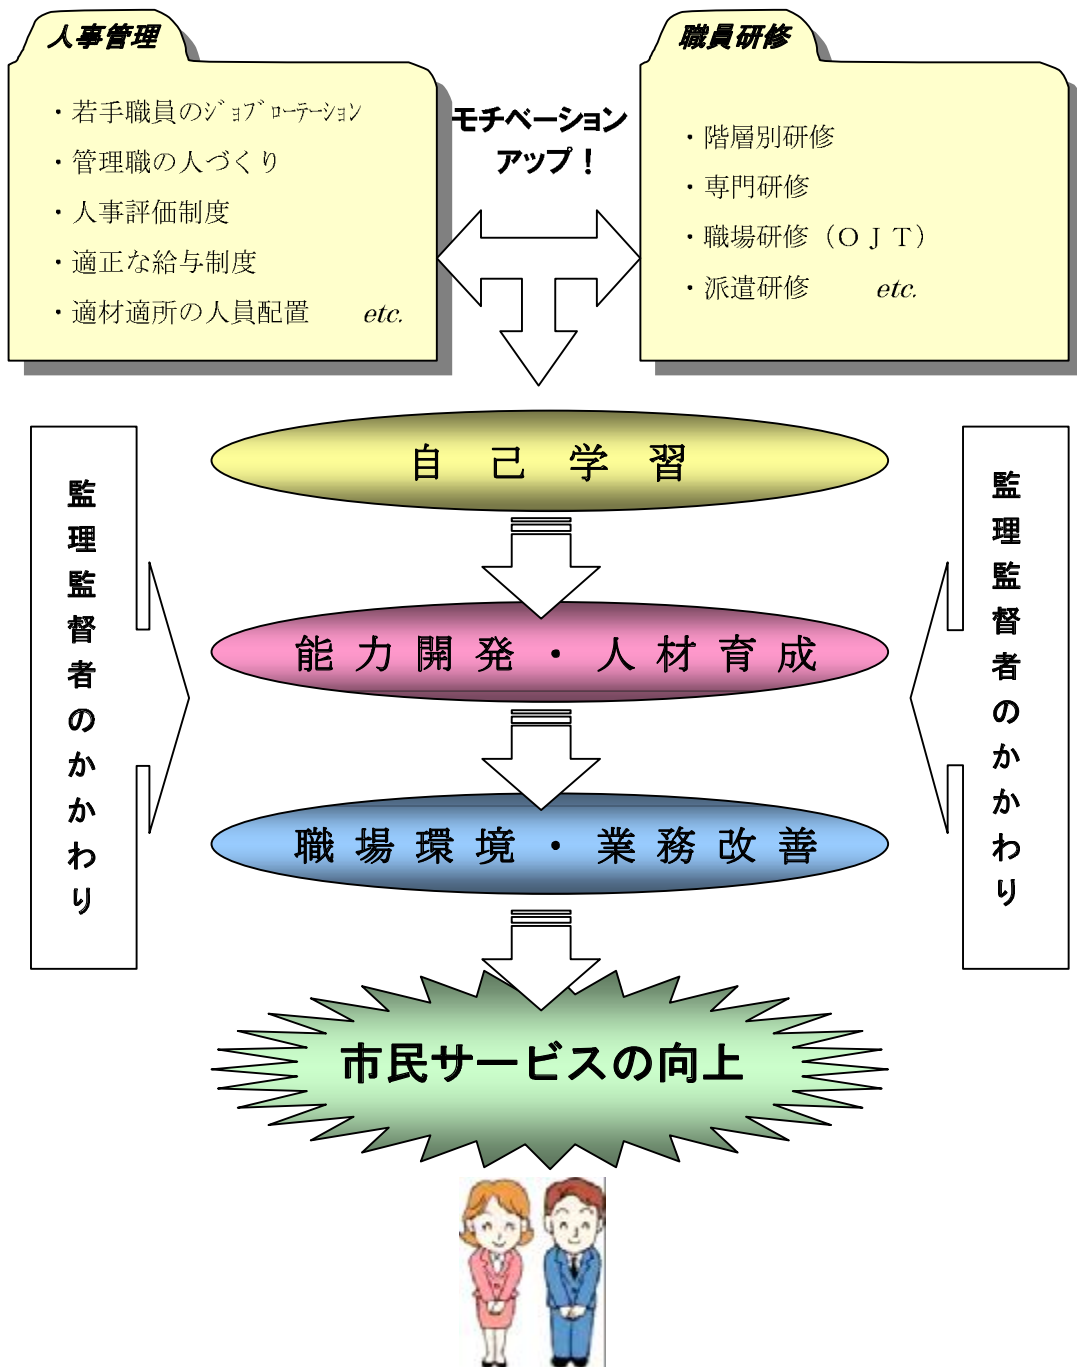 人事管理
・若手職員のｼﾞｮﾌﾞﾛｰﾃｰｼｮﾝ
・管理職の人づくり
・人事評価制度
・適正な給与制度
・適材適所の人員配置 etc.
モチベーション
アップ！
職員研修
・階層別研修
・専門研修
・職場研修（ＯＪＴ）
・派遣研修 etc.
自己学習
能力開発・人材育成
職場環境・業務改善
市民サービスの向上
監理監督者のかかわり
監理監督者のかかわり